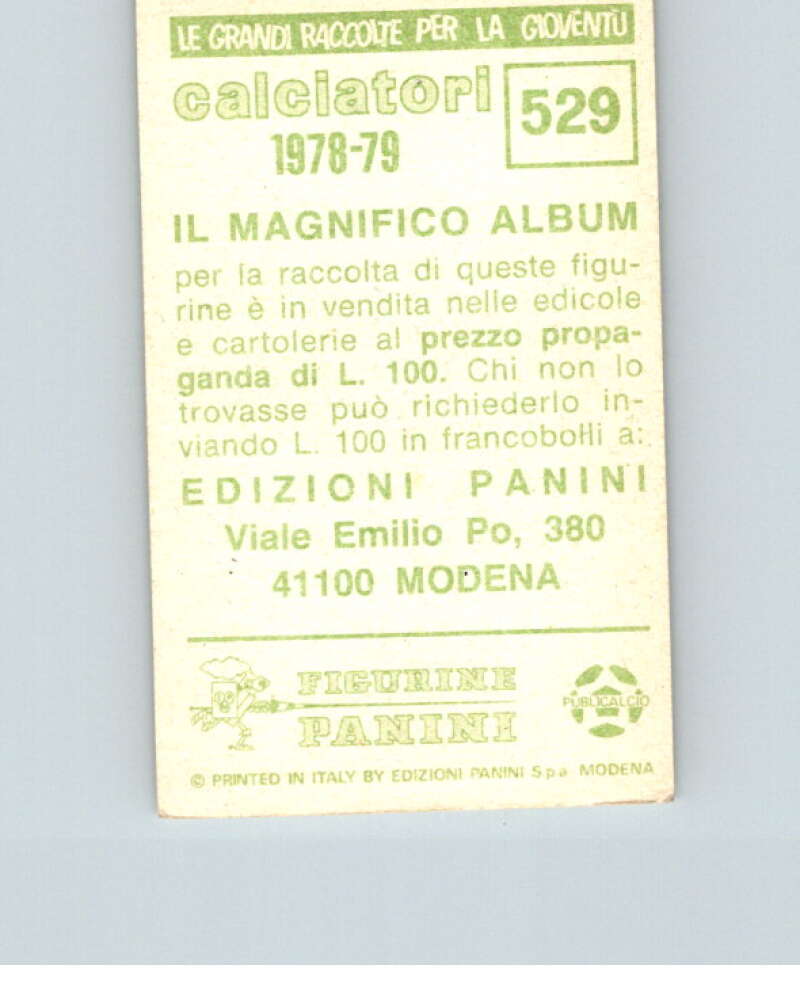 LE GRANDI RACCOLTE PER LA GIOVENTÙ
calciatori 529
1978-79
IL MAGNIFICO ALBUM
per la raccolta di queste figu-
rine è in vendita nelle edicole
e cartolerie al prezzo propa-
ganda di L. 100. Chi non lo
trovasse può richiederlo in-
viando L. 100 in francobolli a:
EDIZIONI PANINI
Viale Emilio Po, 380
41100 MODENA
FIGURINE
PANINI
PUBLICALCIO
© PRINTED IN ITALY BY EDIZIONI PANINI S.p.a. MODENA